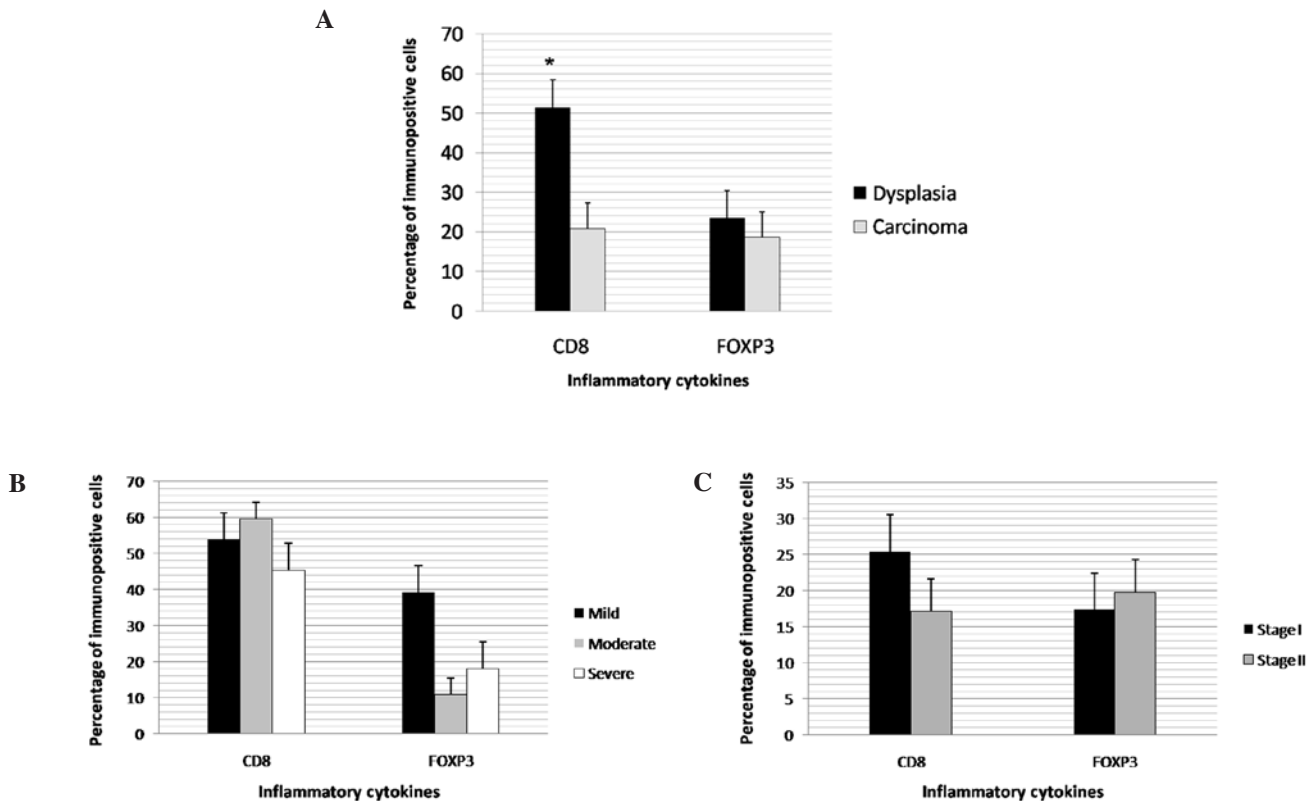 A
70
60
50
40
30
20
10
0
Percentage of immunopositive cells
*
CD8
FOXP3
Inflammatory cytokines
Dysplasia
Carcinoma
B
70
60
50
40
30
20
10
0
Percentage of immunopositive cells
CD8
FOXP3
Inflammatory cytokines
Mild
Moderate
Severe
C
35
30
25
20
15
10
5
0
Percentage of immunopositive cells
CD8
FOXP3
Inflammatory cytokines
Stage I
Stage II